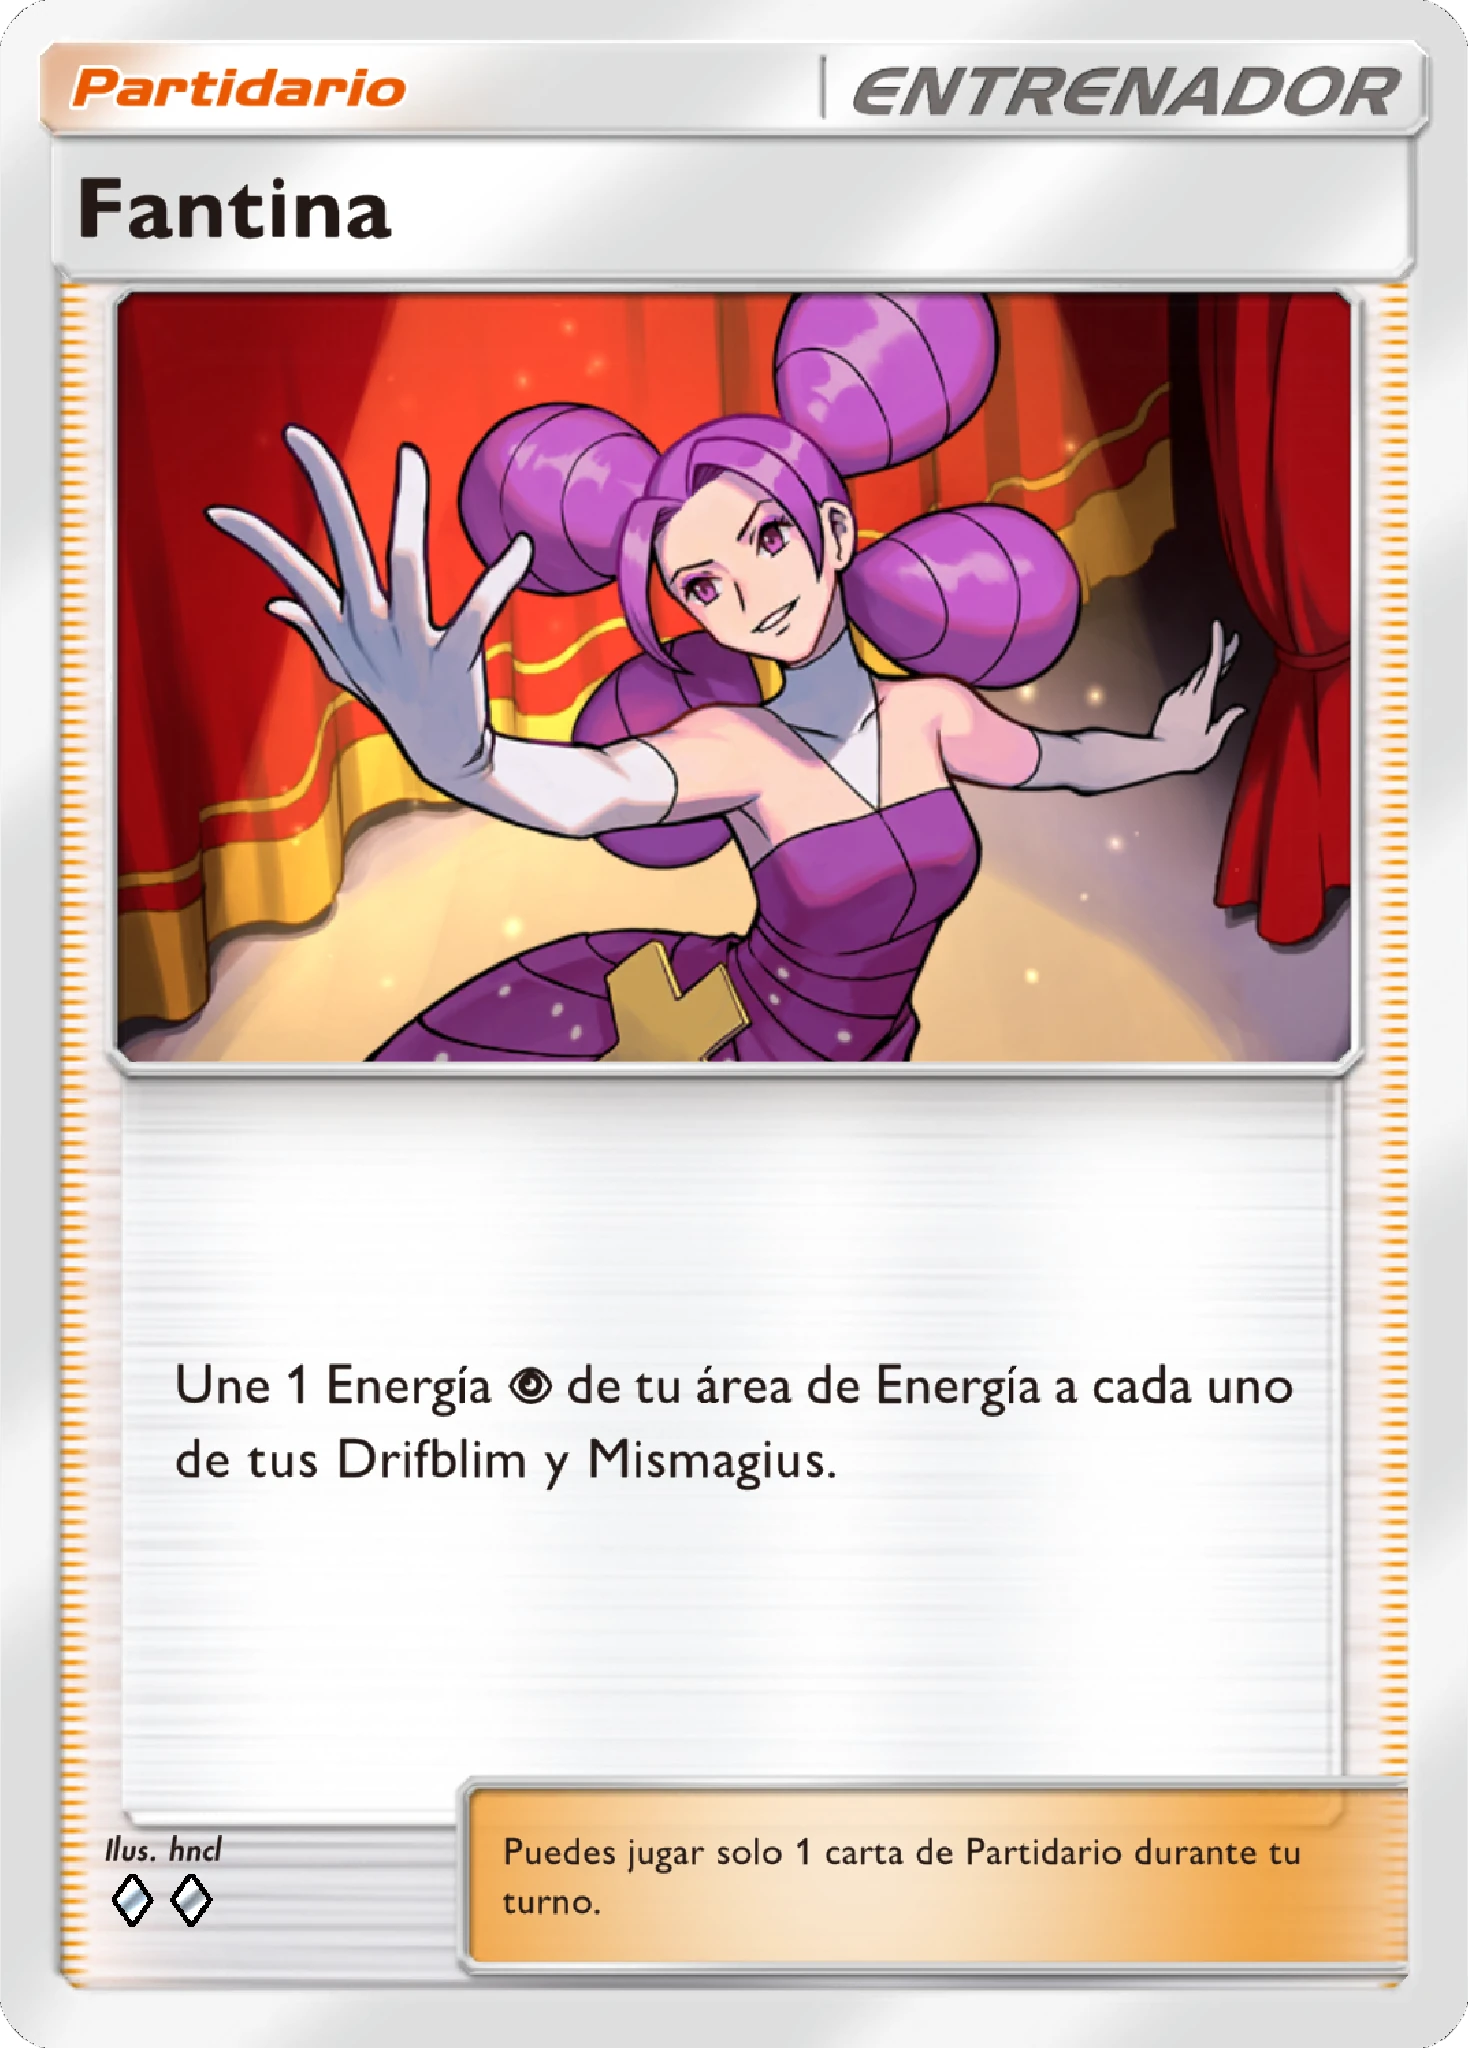 Partidario
ENTRENADOR
Fantina
Une 1 Energía de tu área de Energía a cada uno
de tus Drifblim y Mismagius.
Ilus. hncl
Puedes jugar solo 1 carta de Partidario durante tu
turno.